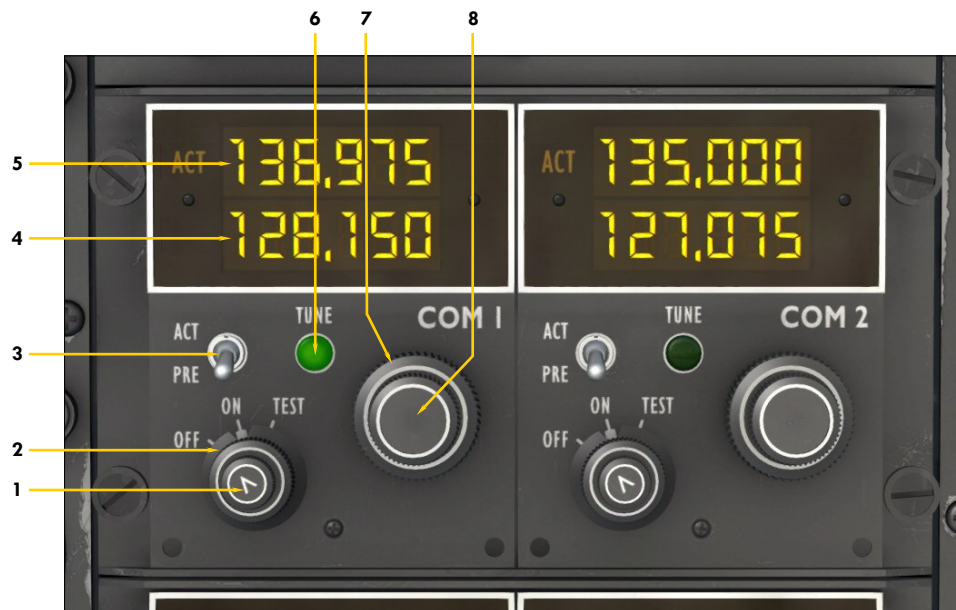 6 7 8
5 ACT 136.975 ACT 135.000
4 128.150 127.075
TUNE COM 1 TUNE COM 2
ACT ACT
3
PRE PRE
ON TEST ON TEST
OFF OFF
2
1